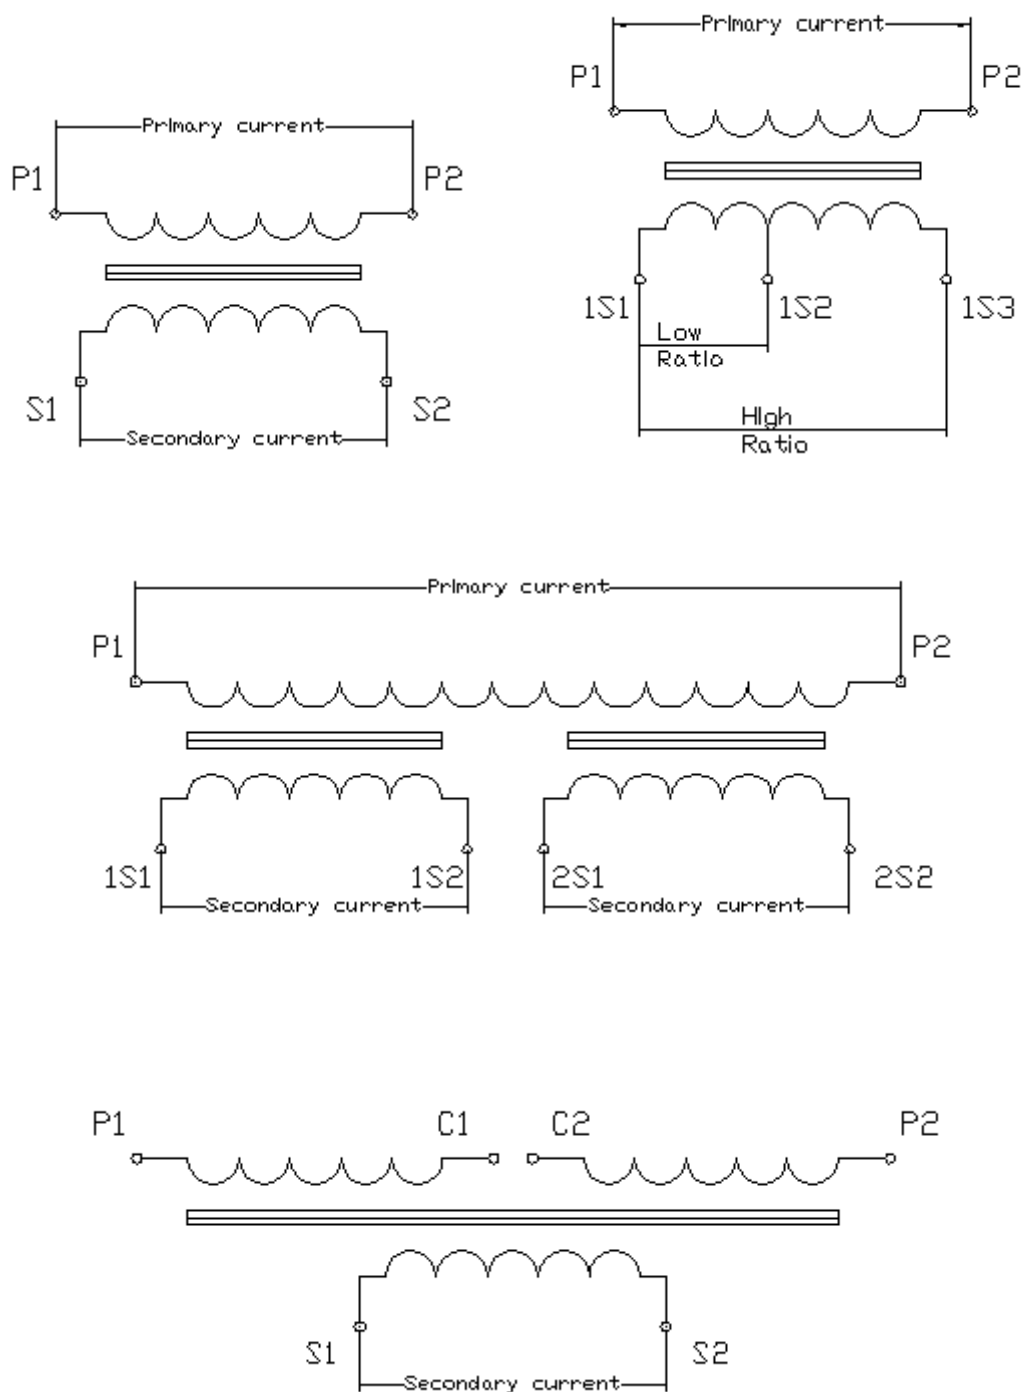 Primary current
P1 P2
S1 S2
Secondary current
Primary current
P1 P2
1S1 1S2 1S3
Low
Ratio
High
Ratio
Primary current
P1 P2
1S1 1S2 2S1 2S2
Secondary current Secondary current
P1 C1 C2 P2
S1 S2
Secondary current